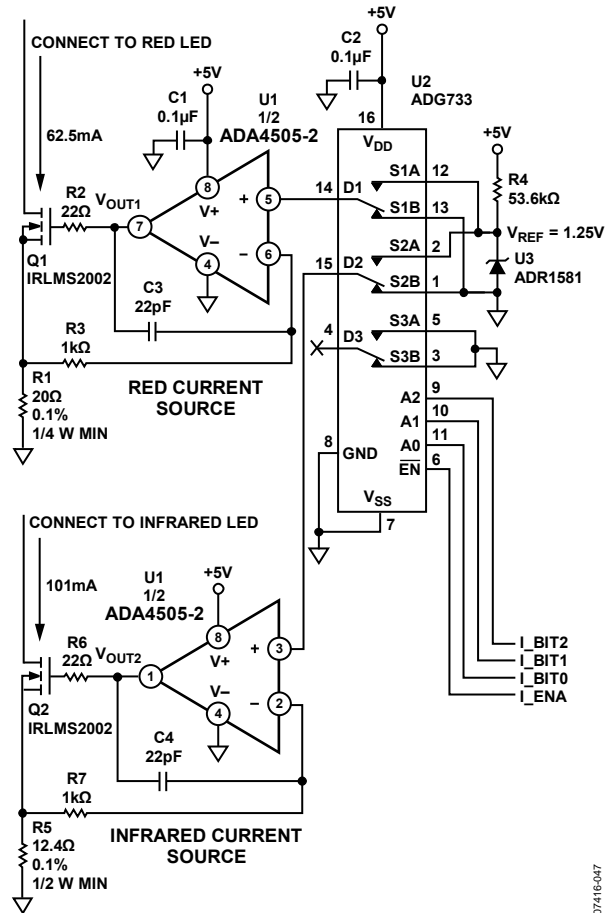 CONNECT TO RED LED
62.5mA
R2
22Ω
VOUT1
Q1
IRLMS2002
R3
1kΩ
R1
20Ω
0.1%
1/4 W MIN
C1
0.1µF
+5V
U1
1/2
ADA4505-2
8
V+
7
V–
4
+
5
–
6
C3
22pF
RED CURRENT
SOURCE
+5V
C2
0.1µF
U2
ADG733
16
VDD
14
D1
S1A
12
S1B
13
S2A
2
15
D2
S2B
1
S3A
5
4
D3
S3B
3
A2
9
A1
10
A0
11
EN
6
8
GND
VSS
7
+5V
R4
53.6kΩ
VREF = 1.25V
U3
ADR1581
I_BIT2
I_BIT1
I_BIT0
I_ENA
CONNECT TO INFRARED LED
101mA
R6
22Ω
VOUT2
Q2
IRLMS2002
U1
1/2
+5V
ADA4505-2
8
V+
1
V–
4
+
3
–
2
C4
22pF
R7
1kΩ
R5
12.4Ω
0.1%
1/2 W MIN
INFRARED CURRENT
SOURCE
07416-047